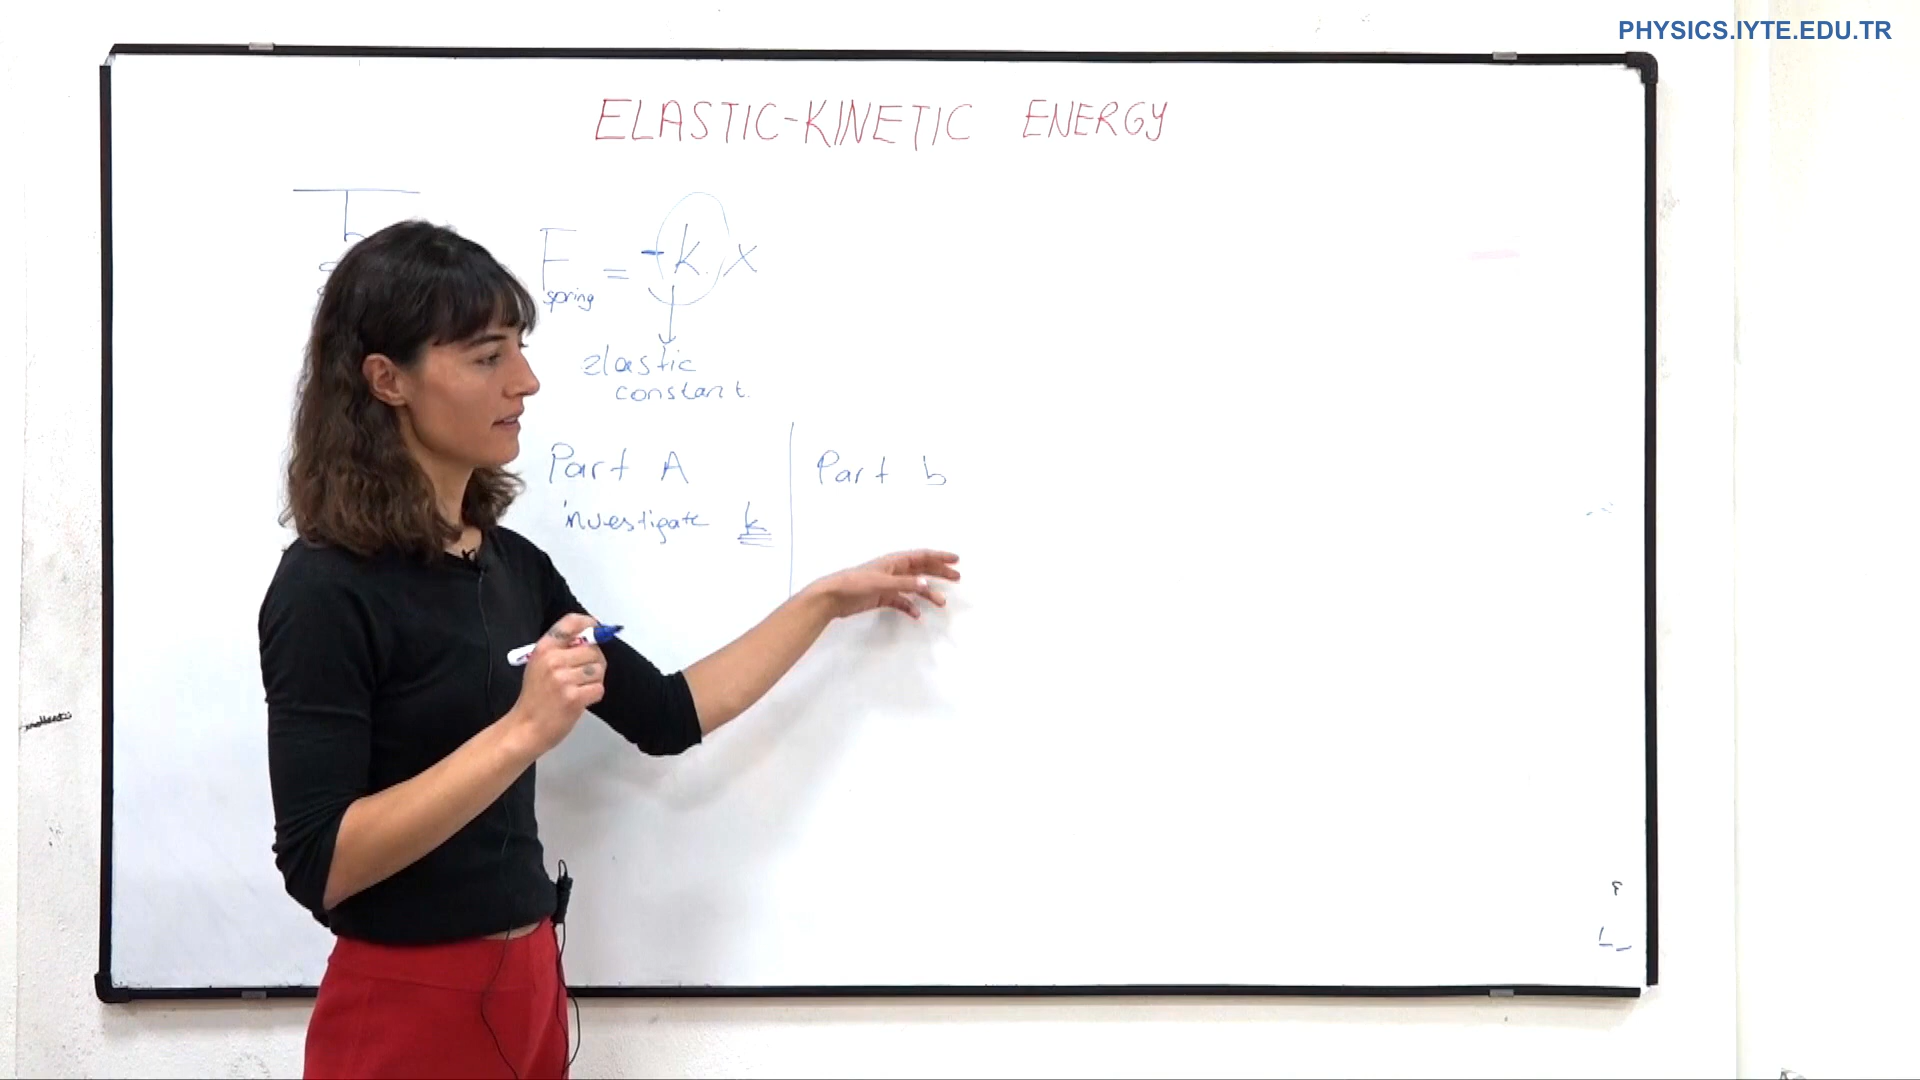 PHYSICS.IYTE.EDU.TR
ELASTIC-KINETIC ENERGY
F spring = -k. x
elastic
constant.
Part A
investigate k
Part b